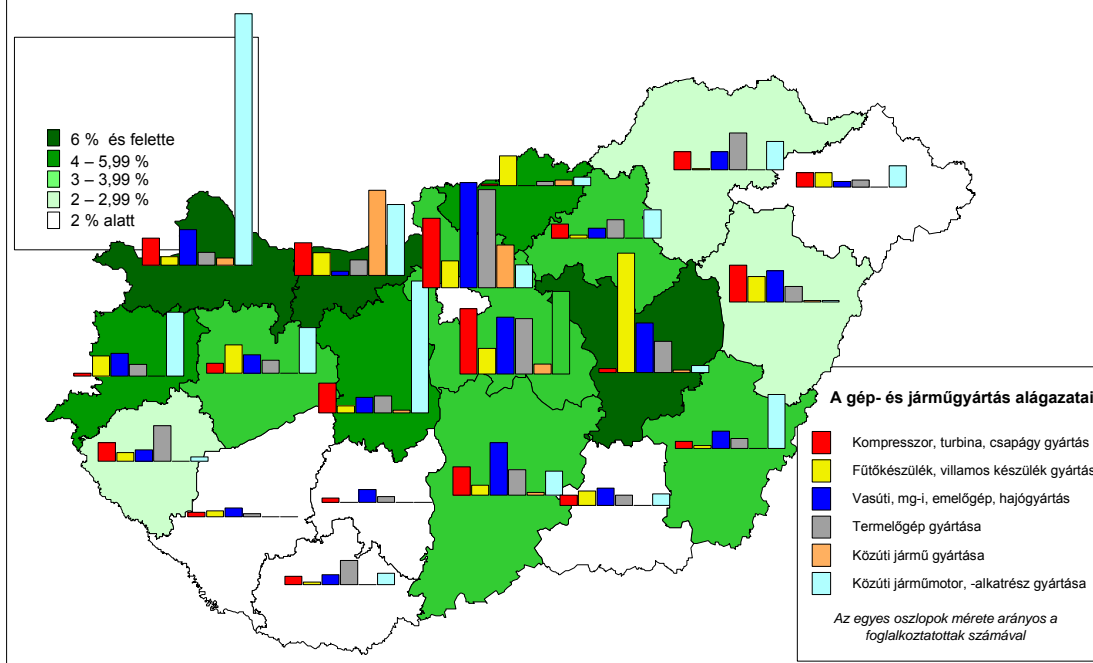 6 % és felette
4 – 5,99 %
3 – 3,99 %
2 – 2,99 %
2 % alatt
A gép- és járműgyártás alágazatai
Kompresszor, turbina, csapágy gyártás
Fűtőkészülék, villamos készülék gyártás
Vasúti, mg-i, emelőgép, hajógyártás
Termelőgép gyártása
Közúti jármű gyártása
Közúti járműmotor, -alkatrész gyártása
Az egyes oszlopok mérete arányos a
foglalkoztatottak számával